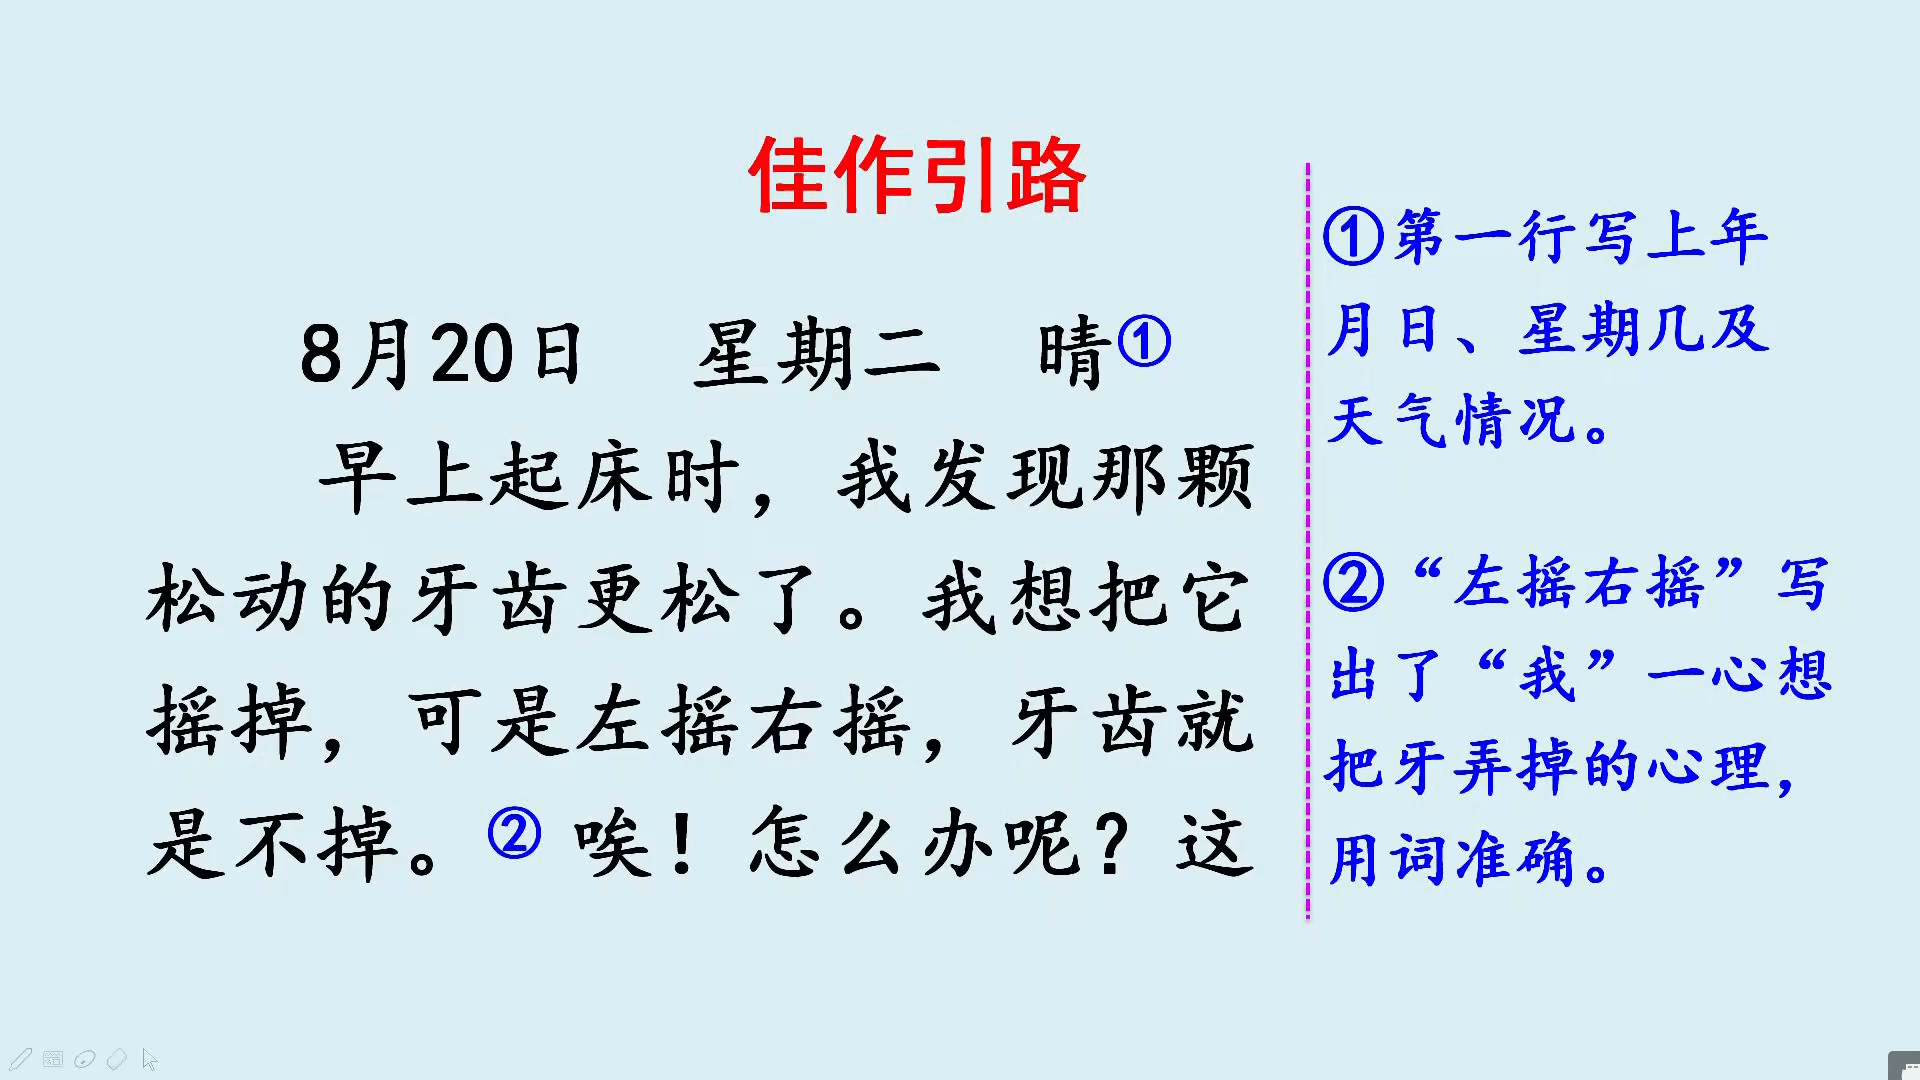 佳作引路
8月20日 星期二 晴①
早上起床时，我发现那颗
松动的牙齿更松了。我想把它
摇掉，可是左摇右摇，牙齿就
是不掉。② 唉！怎么办呢？这
①第一行写上年
月日、星期几及
天气情况。
②“左摇右摇”写
出了“我”一心想
把牙弄掉的心理，
用词准确。